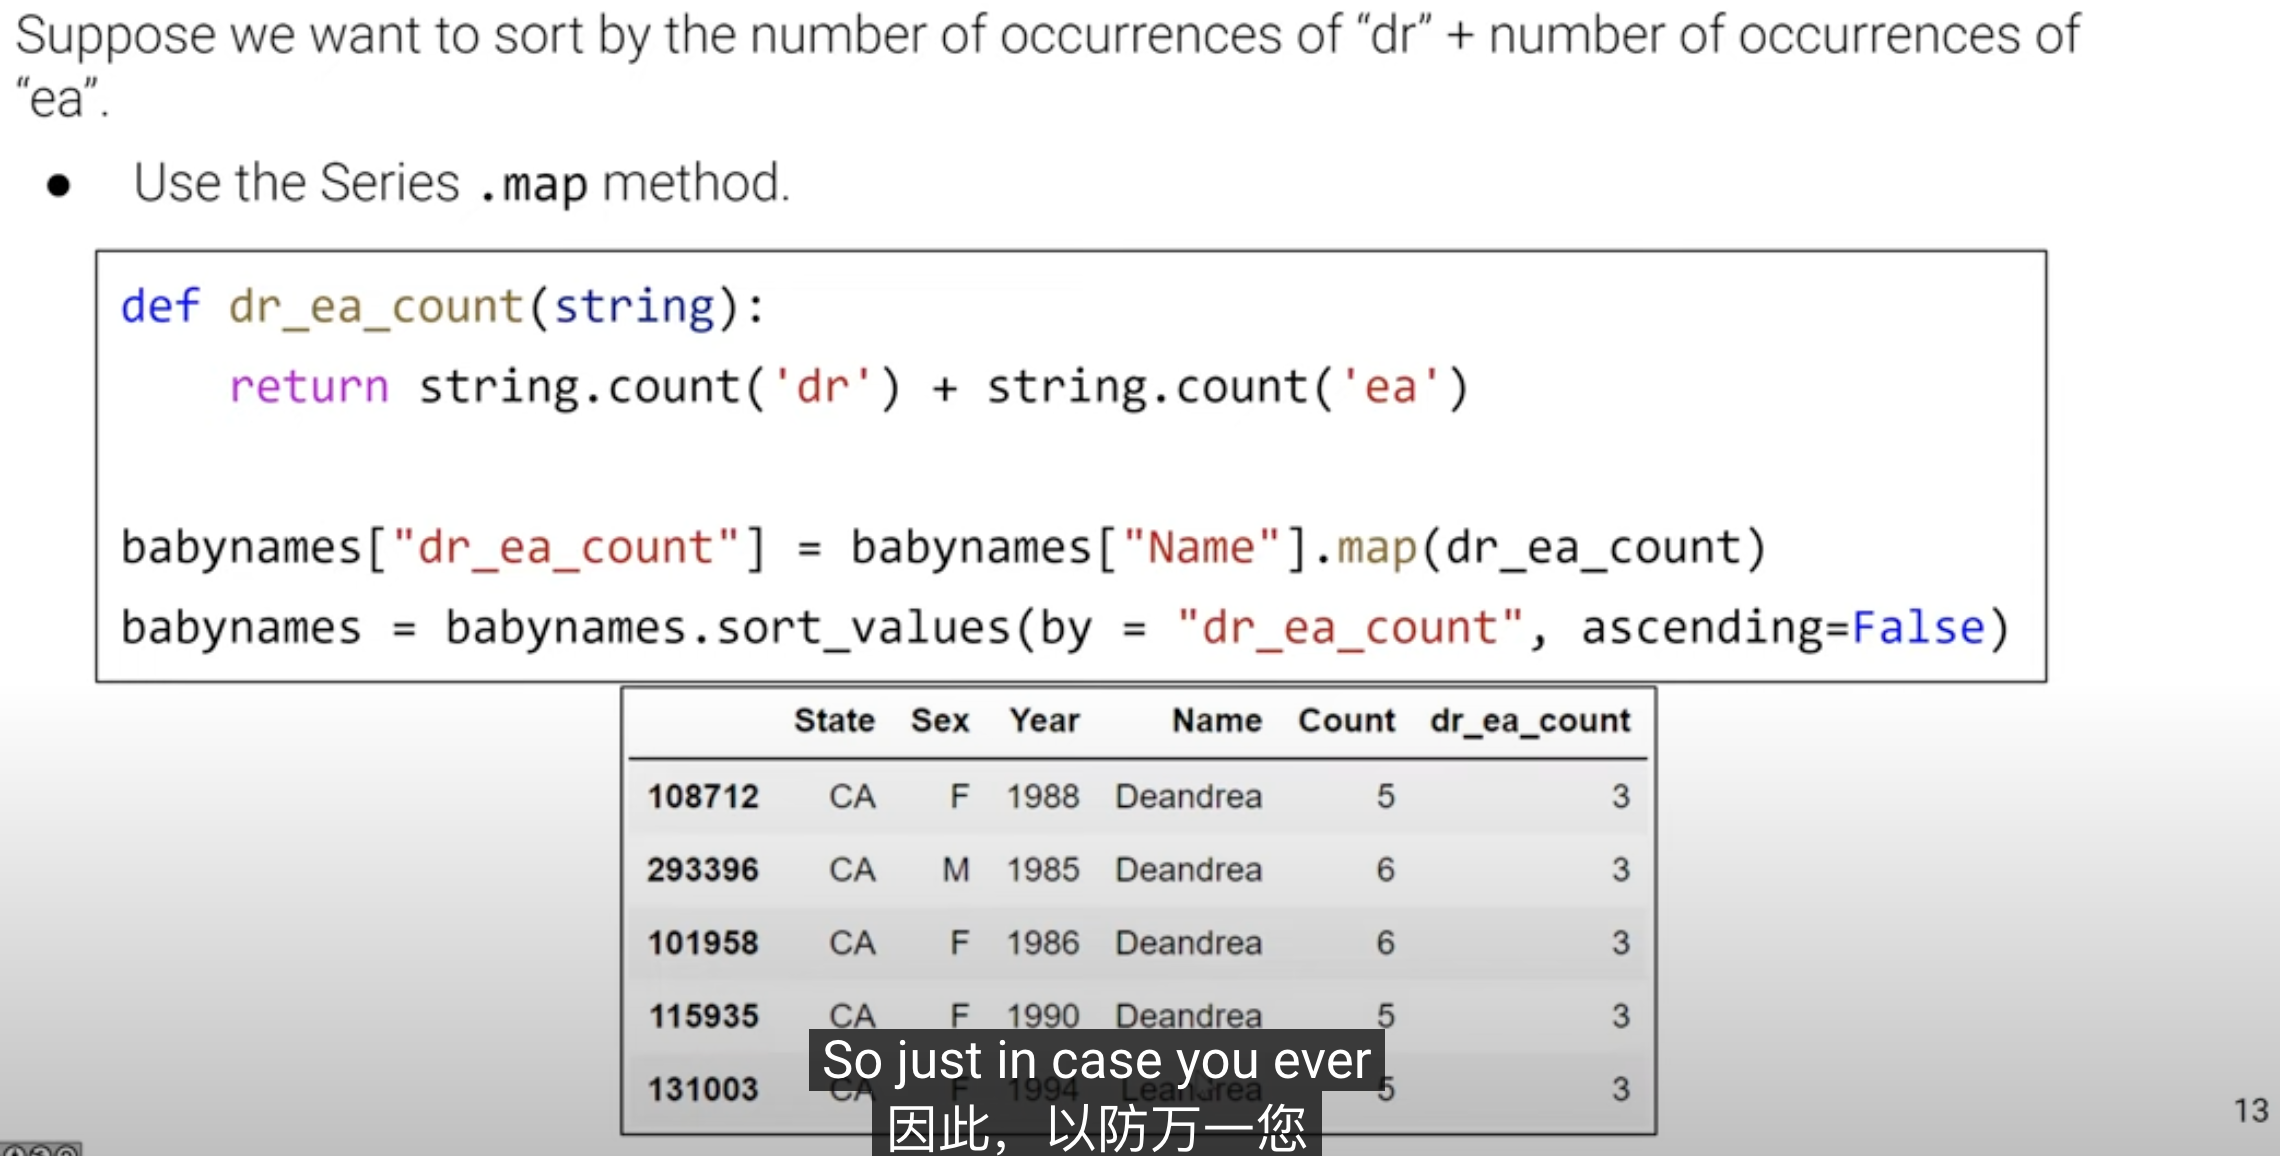 Suppose we want to sort by the number of occurrences of “dr” + number of occurrences of
“ea”.
● Use the Series .map method.
def dr_ea_count(string):
    return string.count('dr') + string.count('ea')
babynames["dr_ea_count"] = babynames["Name"].map(dr_ea_count)
babynames = babynames.sort_values(by = "dr_ea_count", ascending=False)
State Sex Year Name Count dr_ea_count
108712 CA F 1988 Deandrea 5 3
293396 CA M 1985 Deandrea 6 3
101958 CA F 1986 Deandrea 6 3
115935 CA F 1990 Deandrea 5 3
131003 CA F 1994 Leandrea 5 3
So just in case you ever
因此，以防万一您
13